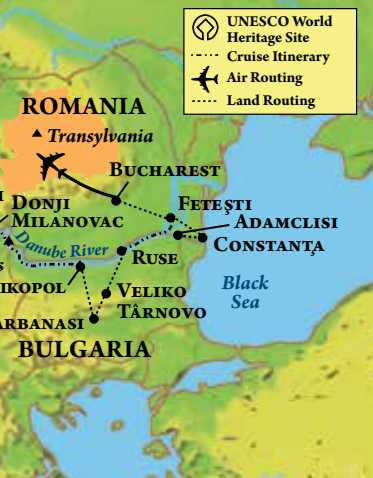 UNESCO World
Heritage Site
Cruise Itinerary
Air Routing
Land Routing
ROMANIA
Transylvania
BUCHAREST
FETEŞTI
DONJI
MILANOVAC
ADAMCLISI
CONSTANŢA
Danube River
RUSE
IKOPOL
VELIKO
TÂRNOVO
Black
Sea
ARBANASI
BULGARIA